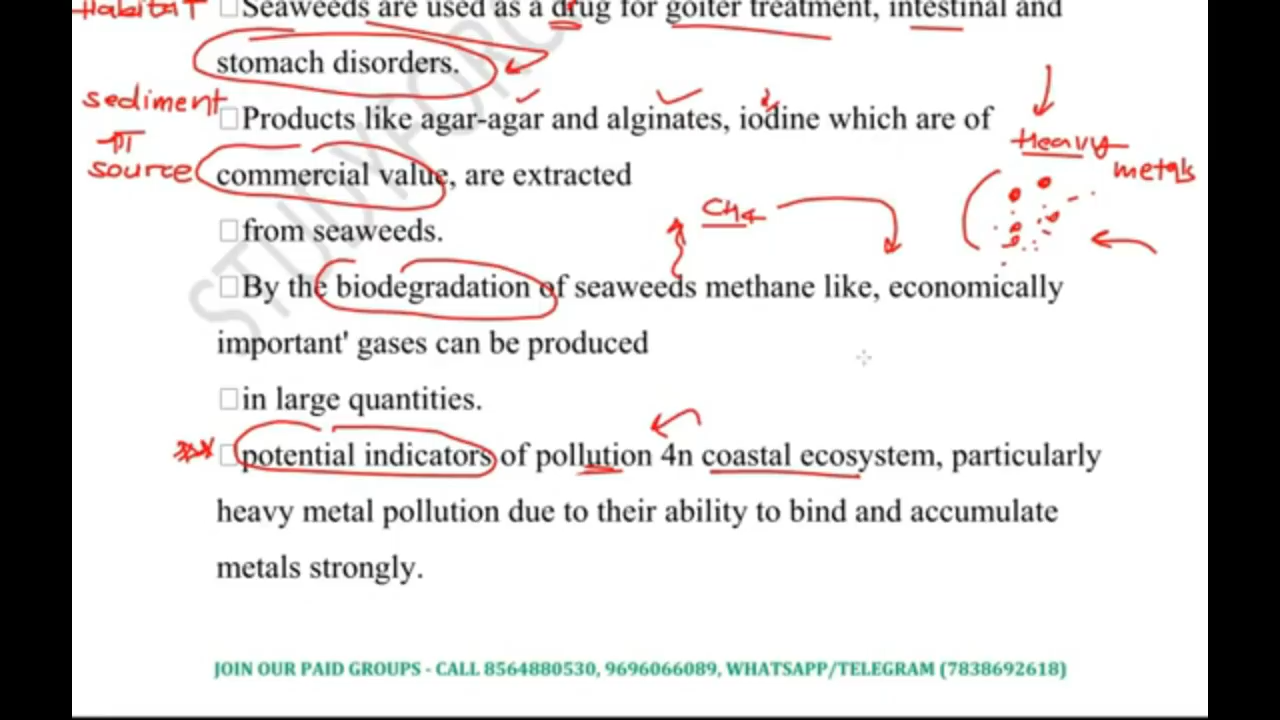 Habitat
□Seaweeds are used as a drug for goiter treatment, intestinal and
stomach disorders.
sediment
□Products like agar-agar and alginates, iodine which are of
Heavy
metals
source
commercial value, are extracted
CH4
□from seaweeds.
□By the biodegradation of seaweeds methane like, economically
important' gases can be produced
□in large quantities.
□potential indicators of pollution 4n coastal ecosystem, particularly
heavy metal pollution due to their ability to bind and accumulate
metals strongly.
JOIN OUR PAID GROUPS - CALL 8564880530, 9696066089, WHATSAPP/TELEGRAM (7838692618)